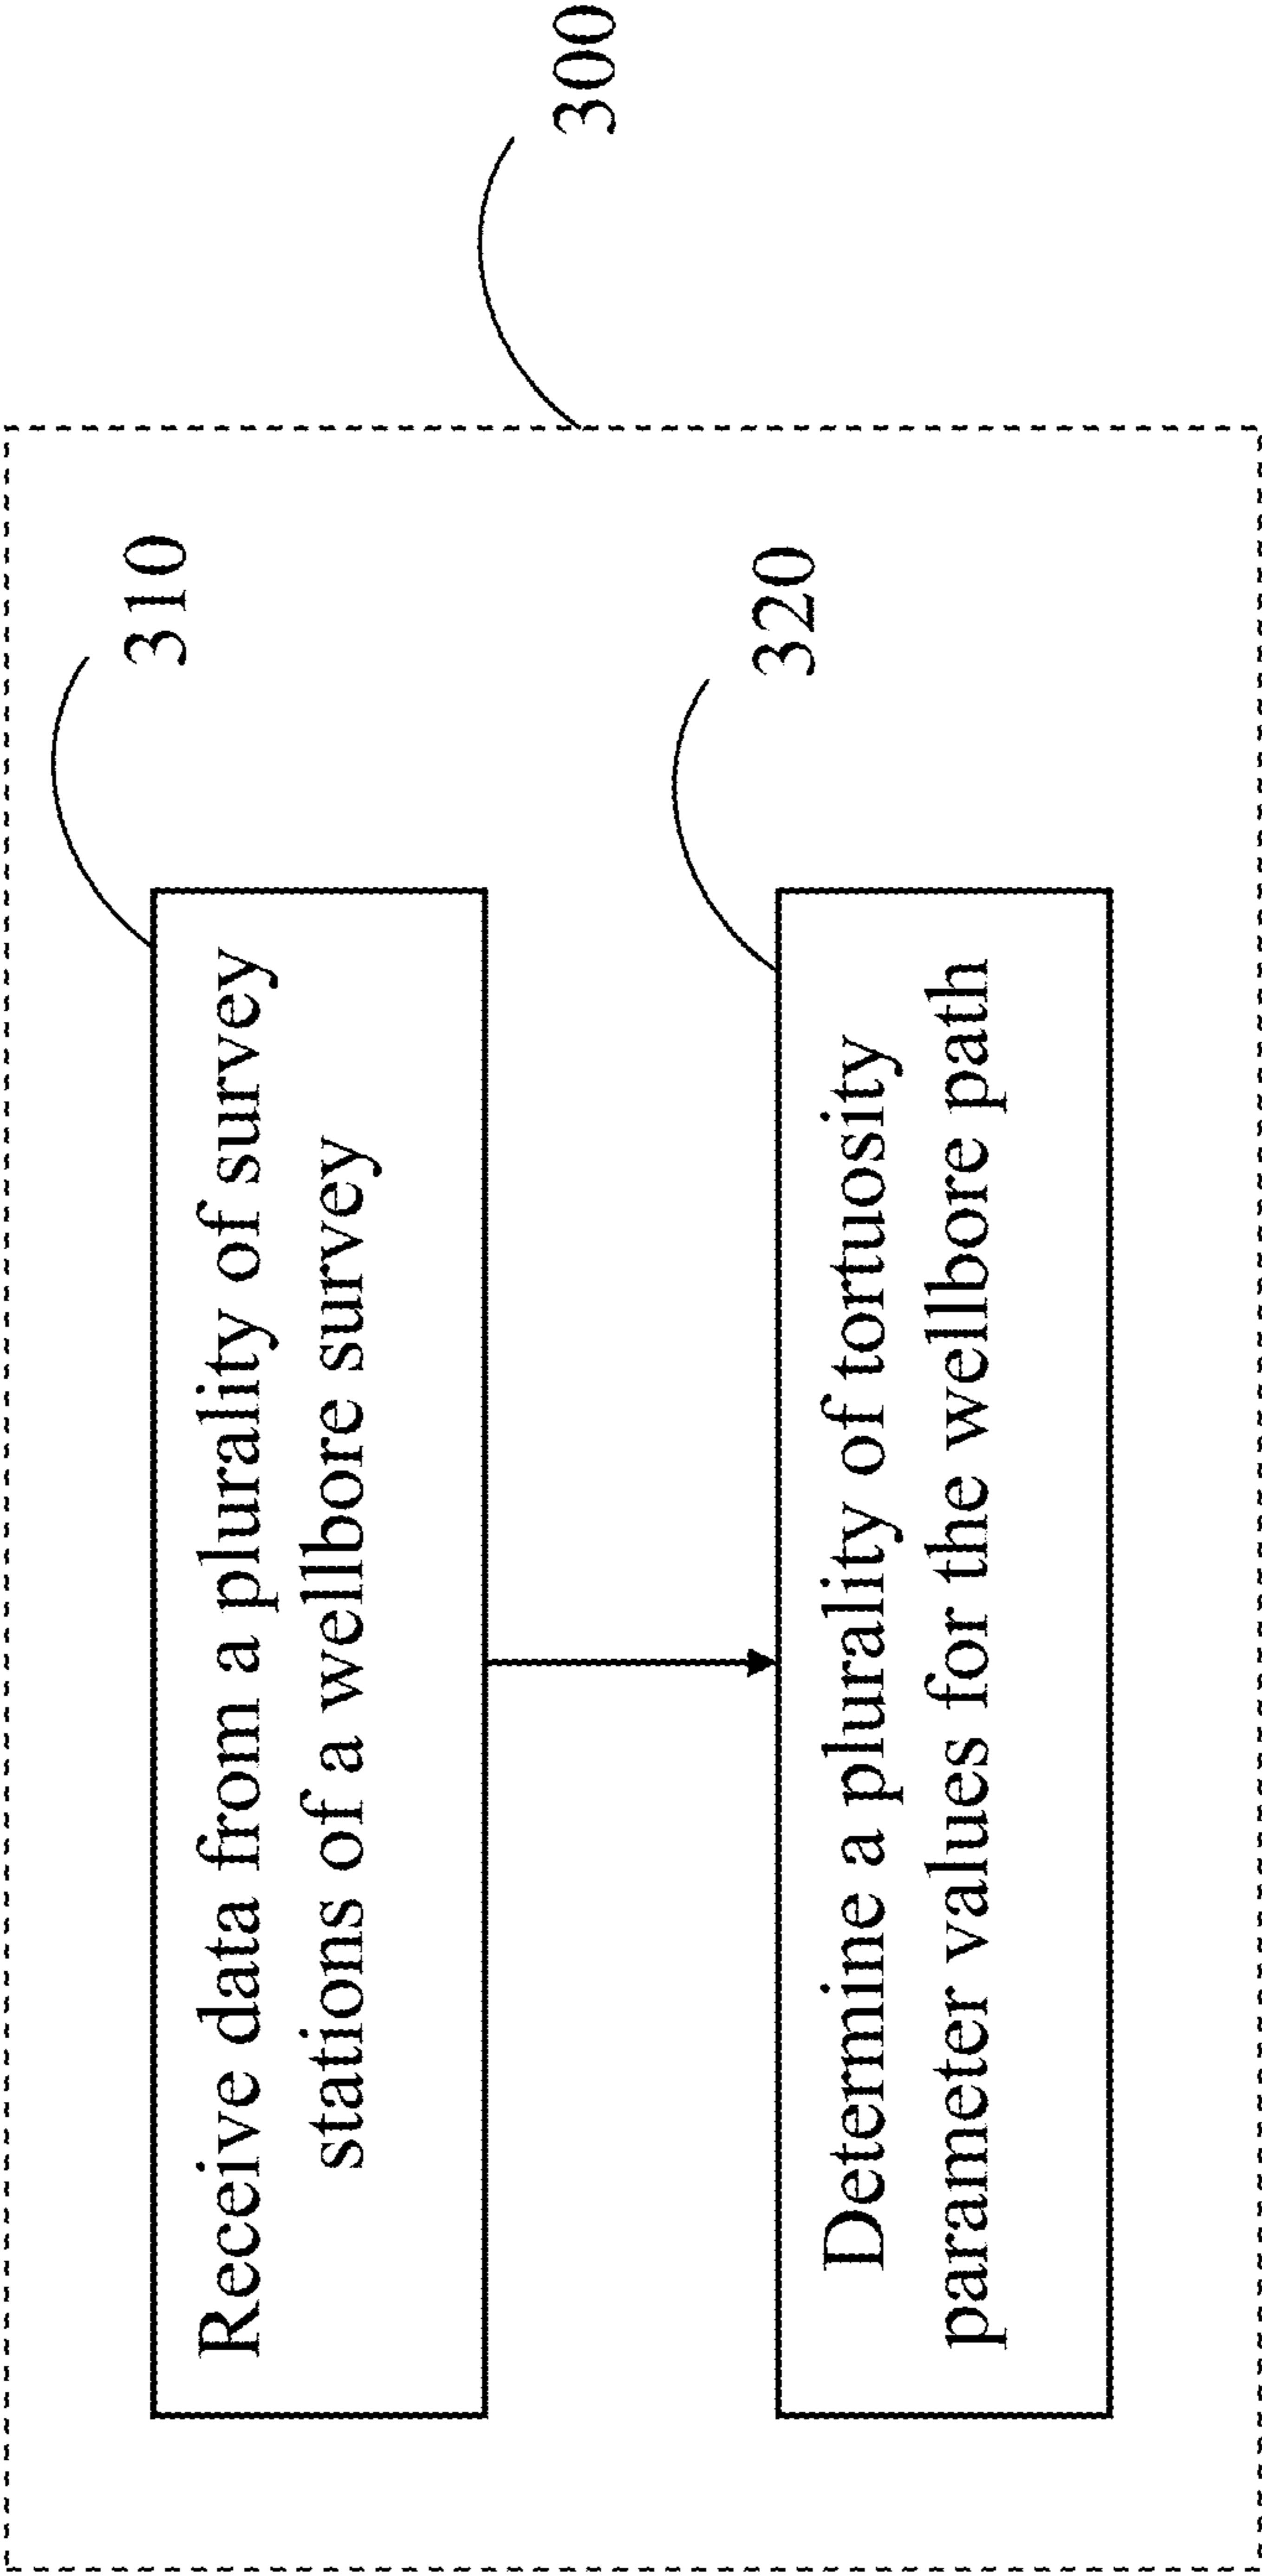 Receive data from a plurality of survey
stations of a wellbore survey
310
Determine a plurality of tortuosity
parameter values for the wellbore path
320
300